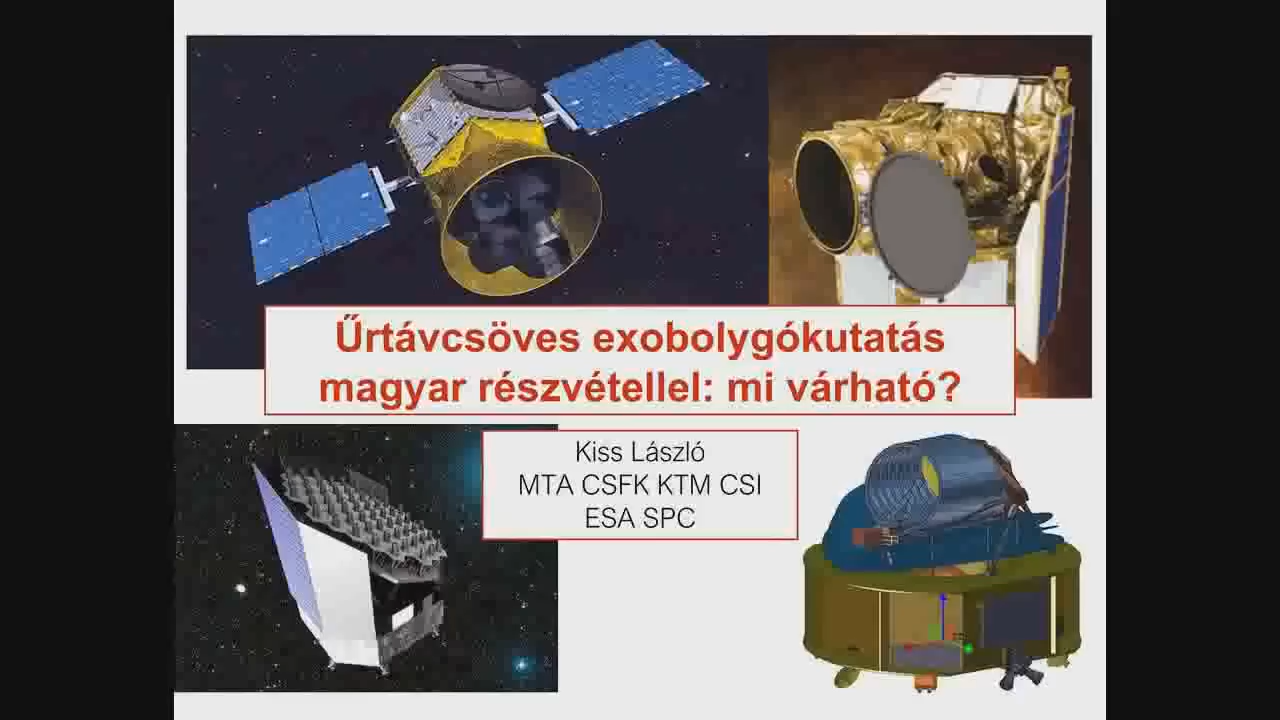 Űrtávcsöves exobolygókutatás
magyar részvétellel: mi várható?
Kiss László
MTA CSFK KTM CSI
ESA SPC